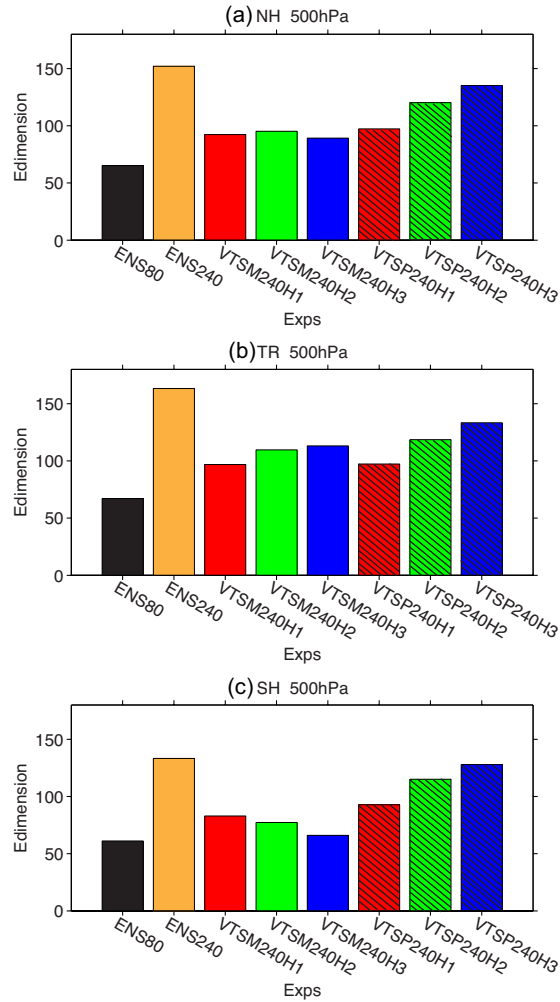 (a) NH 500hPa
150
100
50
0
Edimension
ENS80
ENS240
VTSM240H1
VTSM240H2
VTSM240H3
VTSP240H1
VTSP240H2
VTSP240H3
Exps
(b) TR 500hPa
150
100
50
0
Edimension
ENS80
ENS240
VTSM240H1
VTSM240H2
VTSM240H3
VTSP240H1
VTSP240H2
VTSP240H3
Exps
(c) SH 500hPa
150
100
50
0
Edimension
ENS80
ENS240
VTSM240H1
VTSM240H2
VTSM240H3
VTSP240H1
VTSP240H2
VTSP240H3
Exps